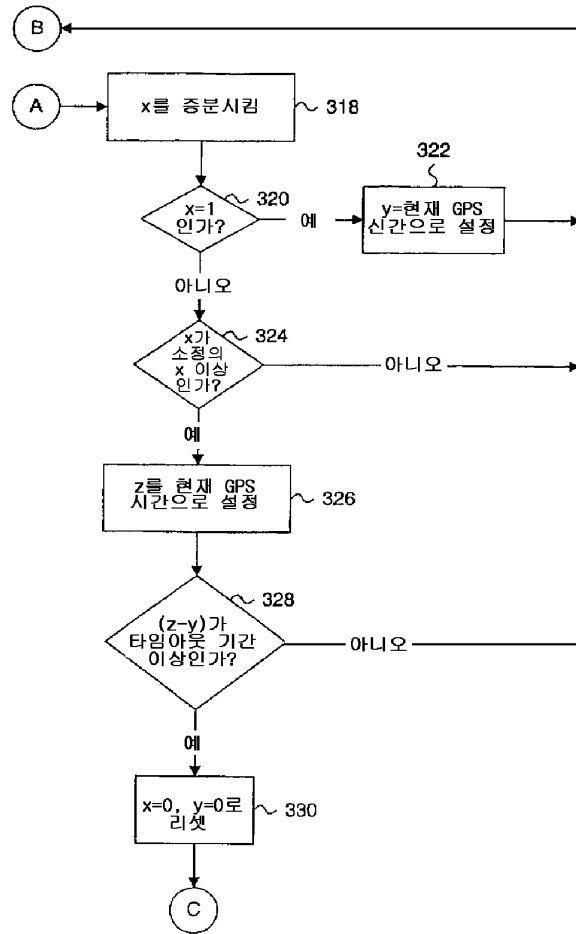 B
A
x를 증분시킴
318
322
320
x=1
인가?
예
y=현재 GPS
신간으로 설정
아니오
324
x가
소정의
x 이상
인가?
아니오
예
z를 현재 GPS
시간으로 설정
326
328
(z-y)가
타임아웃 기간
이상인가?
아니오
예
x=0, y=0로
리셋
330
C